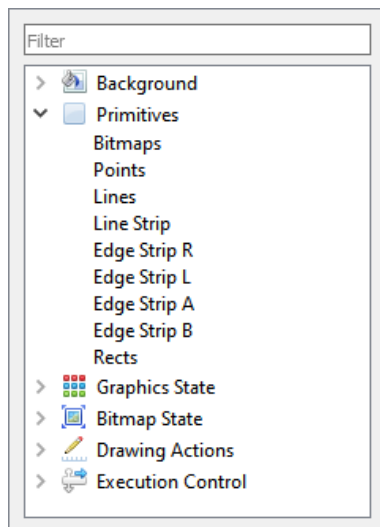 Filter
Background
Primitives
Bitmaps
Points
Lines
Line Strip
Edge Strip R
Edge Strip L
Edge Strip A
Edge Strip B
Rects
Graphics State
Bitmap State
Drawing Actions
Execution Control